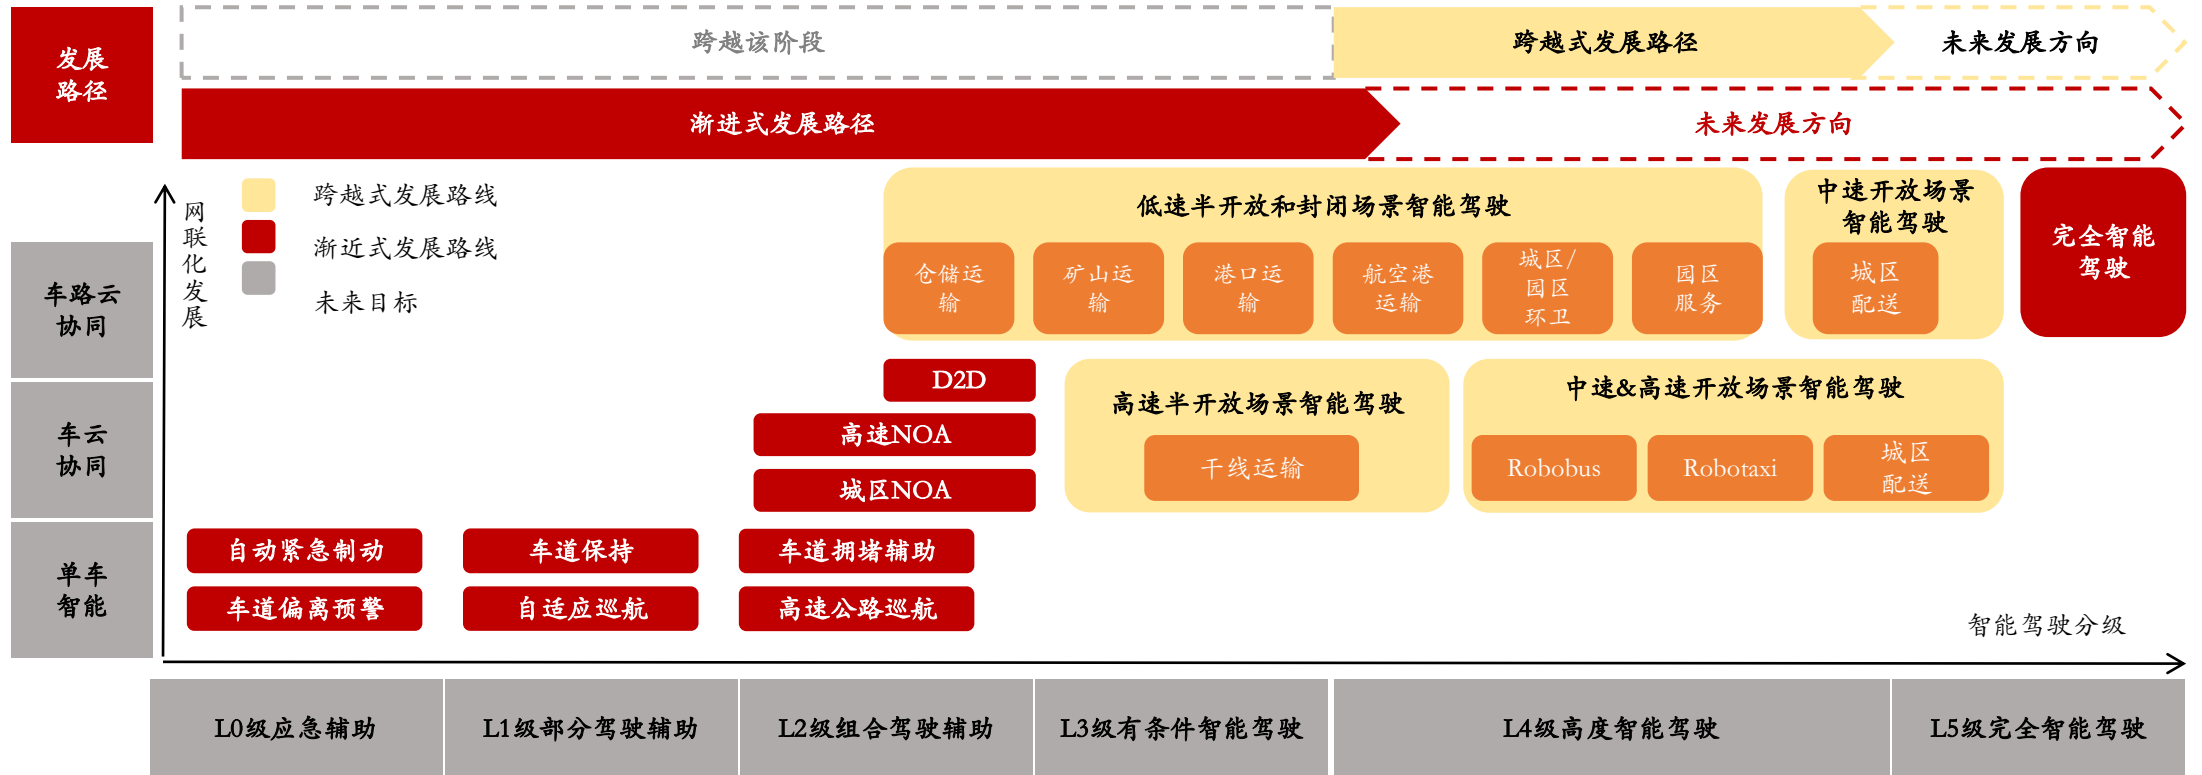 发展
路径
跨越该阶段
跨越式发展路径
未来发展方向
渐进式发展路径
未来发展方向
网
联
化
发
展
跨越式发展路线
渐近式发展路线
未来目标
低速半开放和封闭场景智能驾驶
仓储运
输
矿山运
输
港口运
输
航空港
运输
城区/
园区
环卫
园区
服务
中速开放场景
智能驾驶
城区
配送
完全智能
驾驶
车路云
协同
D2D
高速NOA
城区NOA
高速半开放场景智能驾驶
干线运输
中速&高速开放场景智能驾驶
Robobus
Robotaxi
城区
配送
车云
协同
单车
智能
自动紧急制动
车道保持
车道拥堵辅助
车道偏离预警
自适应巡航
高速公路巡航
智能驾驶分级
L0级应急辅助
L1级部分驾驶辅助
L2级组合驾驶辅助
L3级有条件智能驾驶
L4级高度智能驾驶
L5级完全智能驾驶